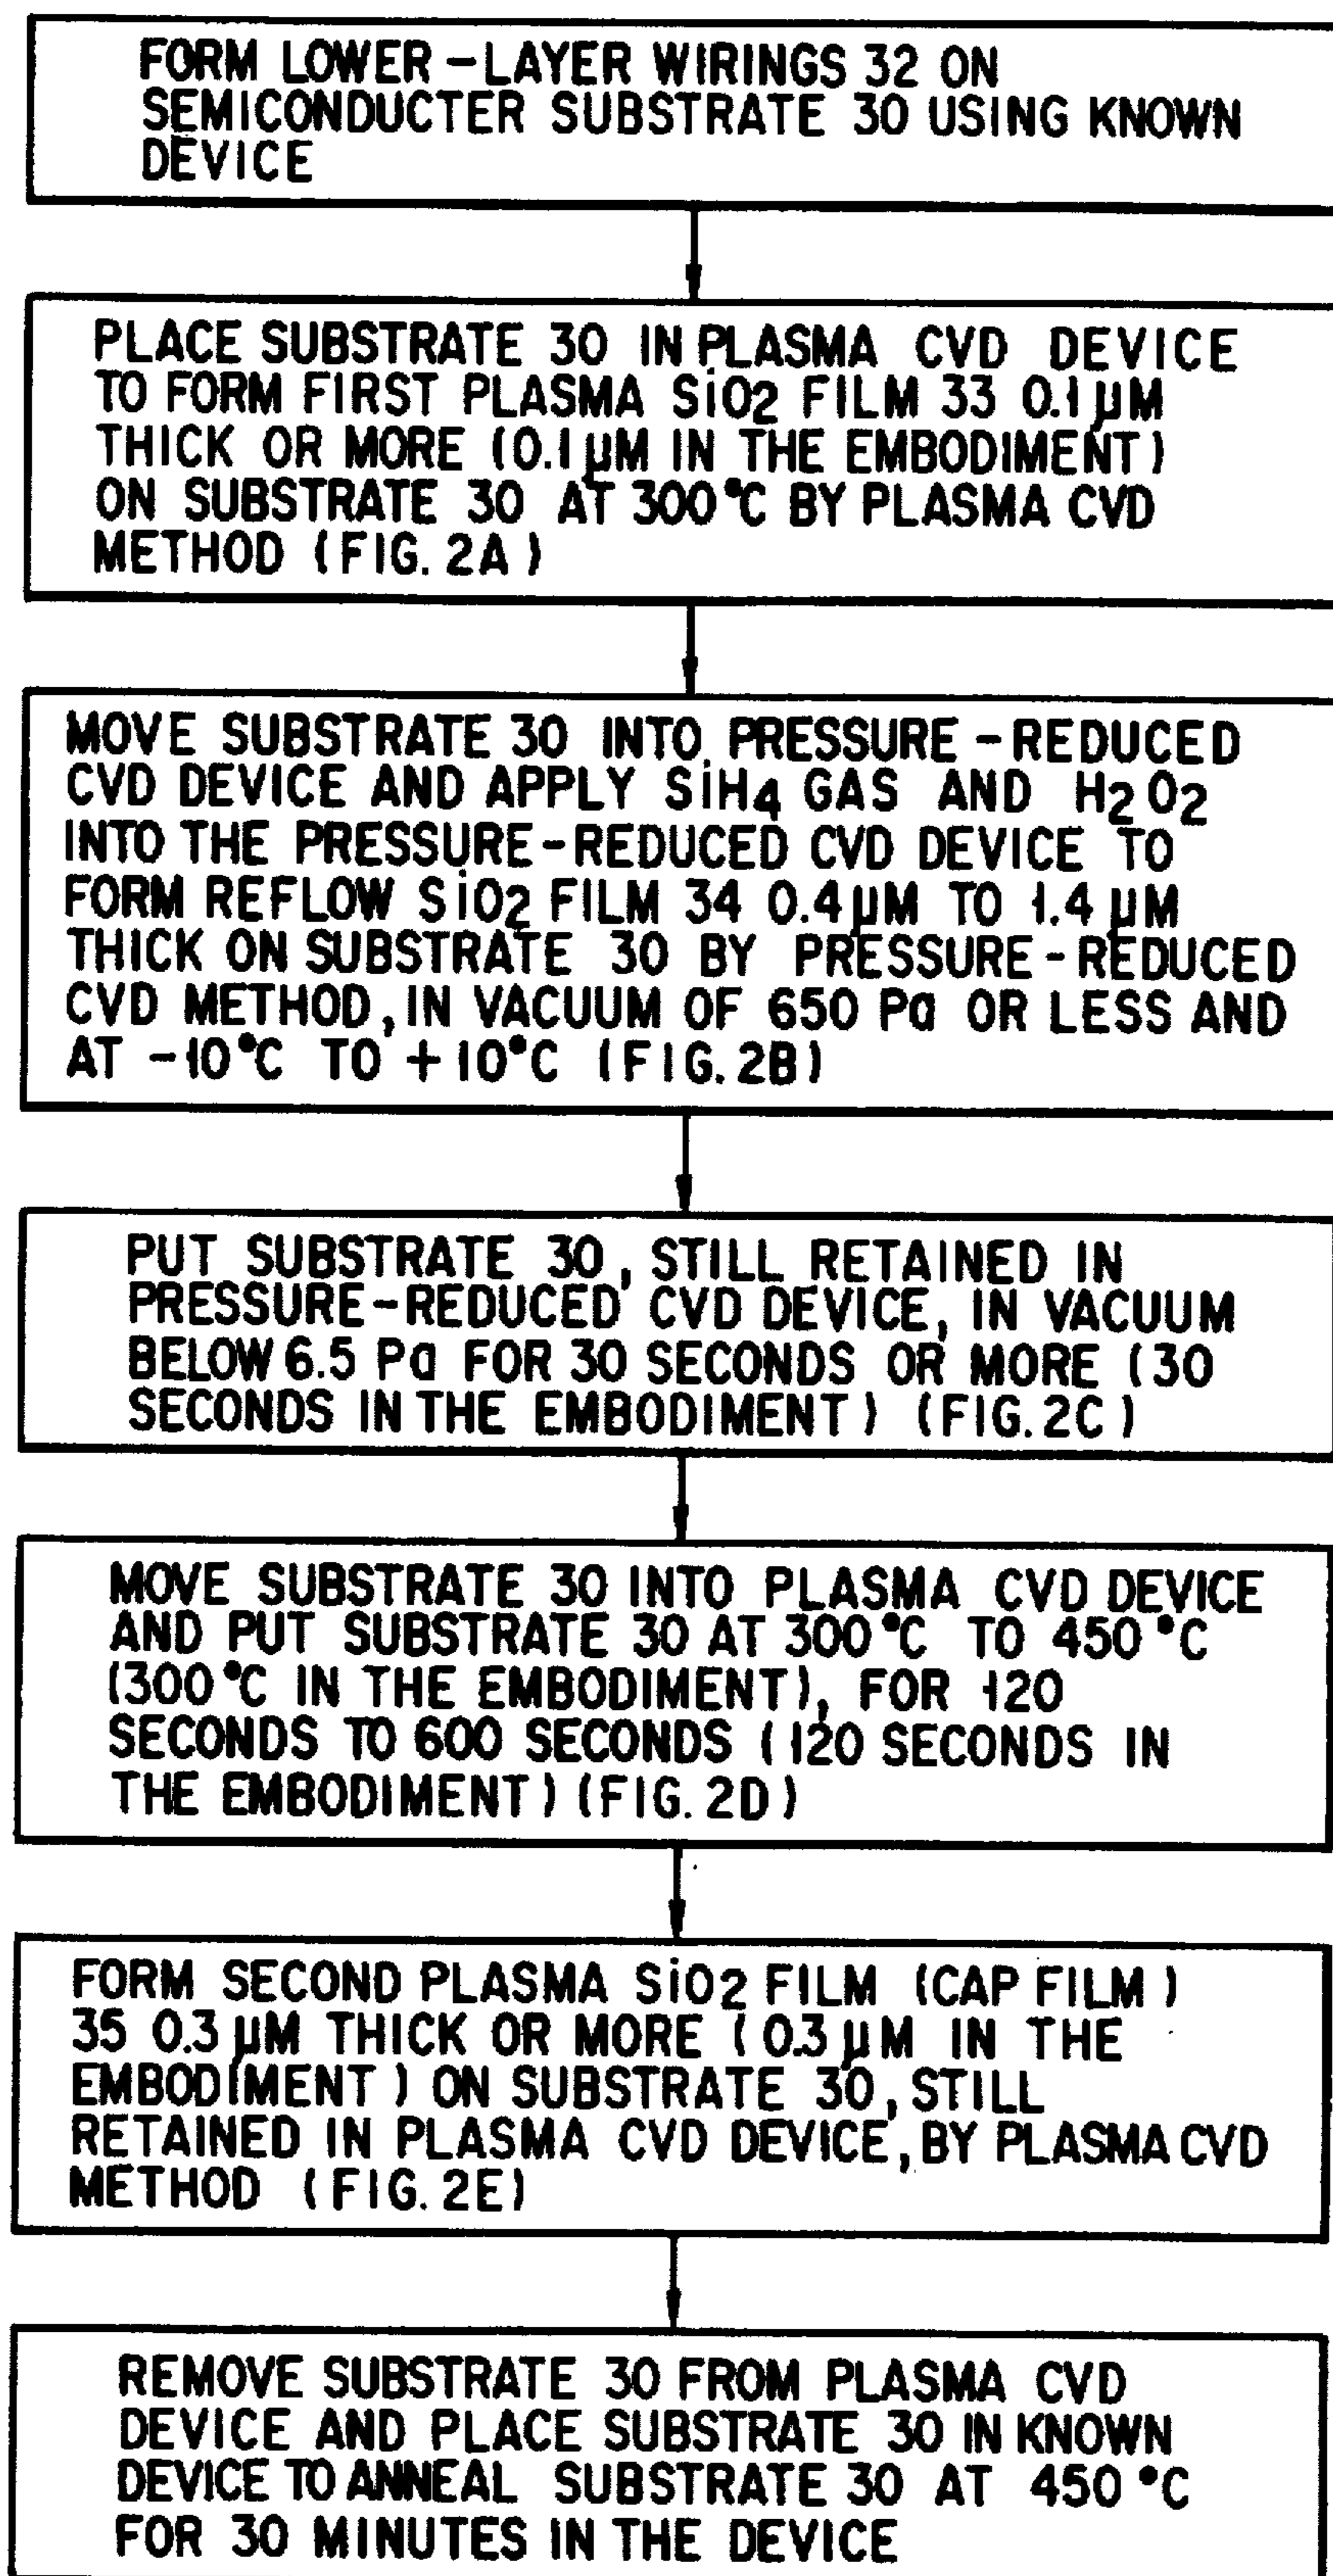 FORM LOWER-LAYER WIRINGS 32 ON
SEMICONDUCTER SUBSTRATE 30 USING KNOWN
DEVICE
PLACE SUBSTRATE 30 IN PLASMA CVD DEVICE
TO FORM FIRST PLASMA SiO2 FILM 33 0.1 µM
THICK OR MORE (0.1 µM IN THE EMBODIMENT)
ON SUBSTRATE 30 AT 300°C BY PLASMA CVD
METHOD (FIG. 2A)
MOVE SUBSTRATE 30 INTO PRESSURE-REDUCED
CVD DEVICE AND APPLY SiH4 GAS AND H2O2
INTO THE PRESSURE-REDUCED CVD DEVICE TO
FORM REFLOW SiO2 FILM 34 0.4 µM TO 1.4 µM
THICK ON SUBSTRATE 30 BY PRESSURE-REDUCED
CVD METHOD, IN VACUUM OF 650 Pa OR LESS AND
AT -10°C TO +10°C (FIG. 2B)
PUT SUBSTRATE 30, STILL RETAINED IN
PRESSURE-REDUCED CVD DEVICE, IN VACUUM
BELOW 6.5 Pa FOR 30 SECONDS OR MORE (30
SECONDS IN THE EMBODIMENT) (FIG. 2C)
MOVE SUBSTRATE 30 INTO PLASMA CVD DEVICE
AND PUT SUBSTRATE 30 AT 300°C TO 450°C
(300°C IN THE EMBODIMENT), FOR 120
SECONDS TO 600 SECONDS (120 SECONDS IN
THE EMBODIMENT) (FIG. 2D)
FORM SECOND PLASMA SiO2 FILM (CAP FILM)
35 0.3 µM THICK OR MORE (0.3 µM IN THE
EMBODIMENT) ON SUBSTRATE 30, STILL
RETAINED IN PLASMA CVD DEVICE, BY PLASMA CVD
METHOD (FIG. 2E)
REMOVE SUBSTRATE 30 FROM PLASMA CVD
DEVICE AND PLACE SUBSTRATE 30 IN KNOWN
DEVICE TO ANNEAL SUBSTRATE 30 AT 450°C
FOR 30 MINUTES IN THE DEVICE